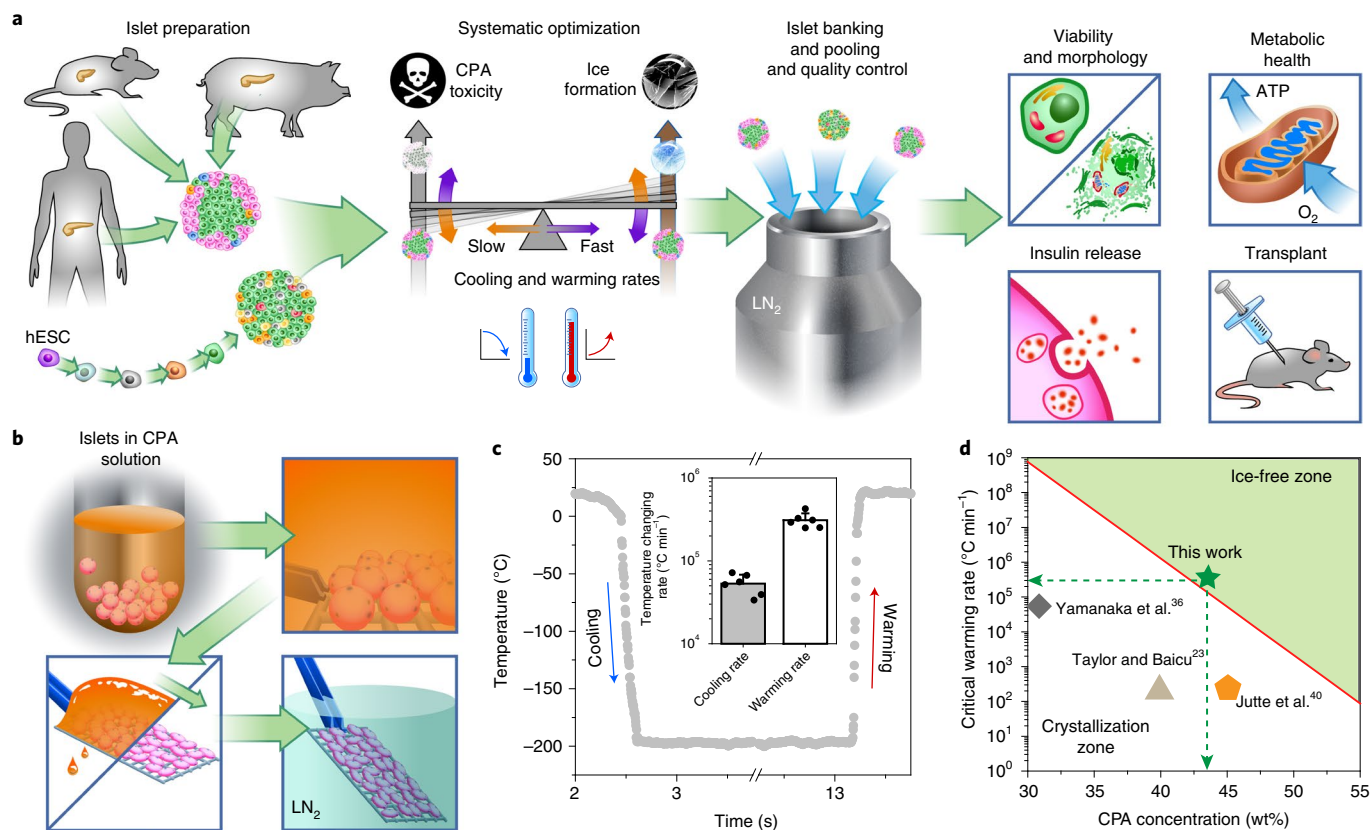 a
Islet preparation
hESC
Systematic optimization
CPA
toxicity
Ice
formation
Slow
Fast
Cooling and warming rates
Islet banking
and pooling
and quality control
LN2
Viability
and morphology
Metabolic
health
ATP
O2
Insulin release
Transplant
b
Islets in CPA
solution
LN2
c
50
0
−50
−100
−150
−200
Temperature (°C)
Cooling
Warming
Temperature changing
rate (°C min−1)
10^6
10^5
10^4
Cooling rate
Warming rate
2
3
13
Time (s)
d
10^9
10^8
10^7
10^6
10^5
10^4
10^3
10^2
10^1
10^0
Critical warming rate (°C min−1)
Ice-free zone
This work
Yamanaka et al.36
Taylor and Baicu23
Jutte et al.40
Crystallization
zone
30
35
40
45
50
55
CPA concentration (wt%)